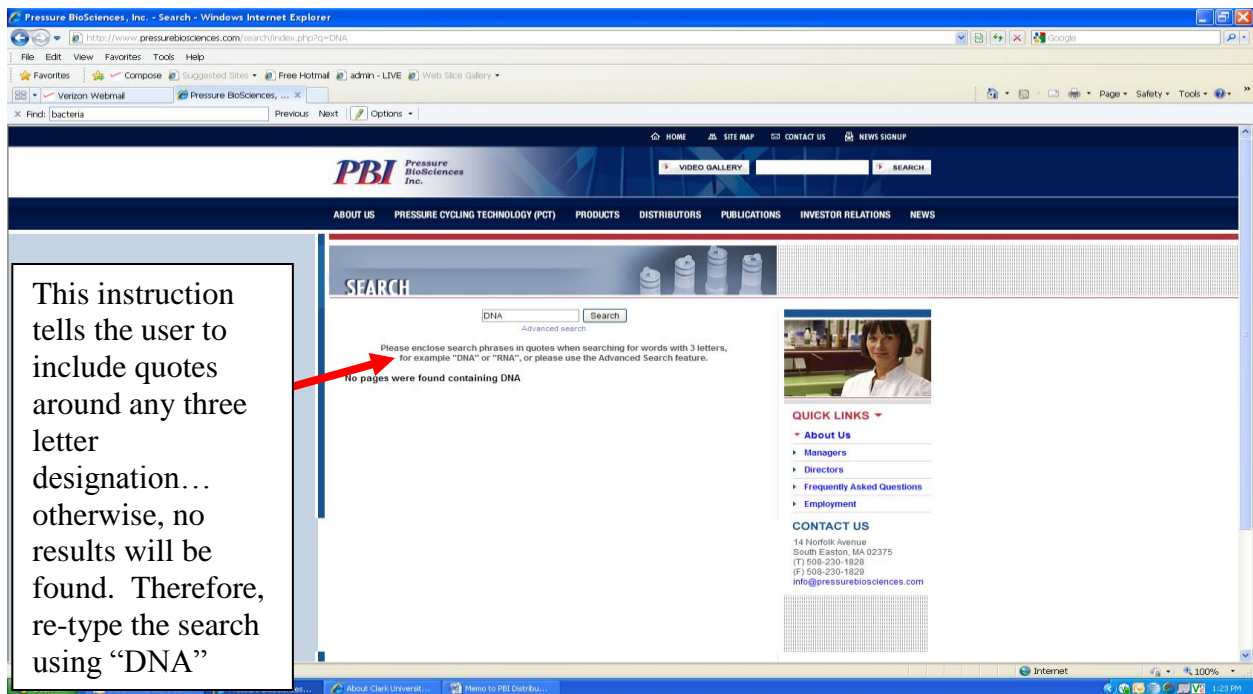 Pressure BioSciences, Inc. - Search - Windows Internet Explorer
http://www.pressurebiosciences.com/search/index.php?q=DNA
Google
File Edit View Favorites Tools Help
Favorites Compose Suggested Sites Free Hotmail admin - LIVE Web Slice Gallery
Verizon Webmail Pressure BioSciences, ... Page Safety Tools
Find: bacteria Previous Next Options
HOME SITE MAP CONTACT US NEWS SIGNUP
PBI Pressure BioSciences Inc.
VIDEO GALLERY SEARCH
ABOUT US PRESSURE CYCLING TECHNOLOGY (PCT) PRODUCTS DISTRIBUTORS PUBLICATIONS INVESTOR RELATIONS NEWS
SEARCH
DNA Search
Advanced search
Please enclose search phrases in quotes when searching for words with 3 letters,
for example "DNA" or "RNA", or please use the Advanced Search feature.
No pages were found containing DNA
This instruction
tells the user to
include quotes
around any three
letter
designation…
otherwise, no
results will be
found. Therefore,
re-type the search
using “DNA”
QUICK LINKS
About Us
Managers
Directors
Frequently Asked Questions
Employment
CONTACT US
14 Norfolk Avenue
South Easton, MA 02375
(T) 508-230-1828
(F) 508-230-1829
info@pressurebiosciences.com
Internet 100%
About Clark Universit... Memo to PBI Distribu... 1:23 PM